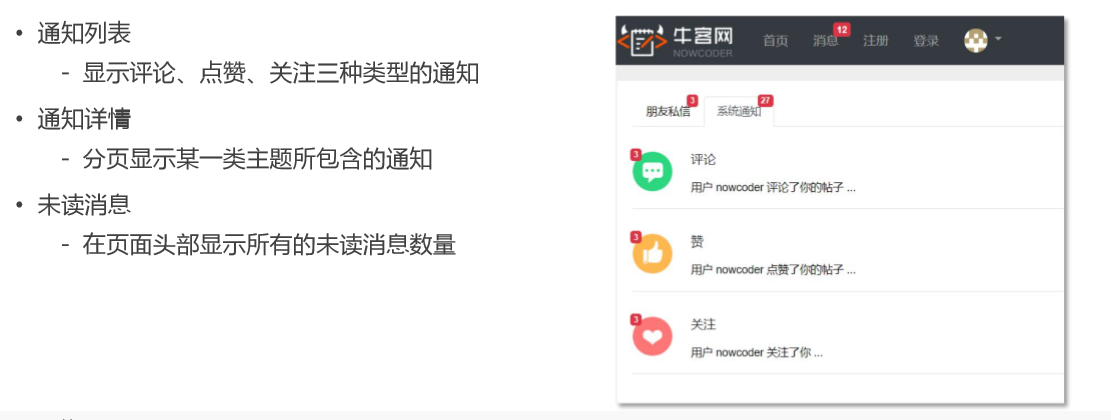 • 通知列表
- 显示评论、点赞、关注三种类型的通知
• 通知详情
- 分页显示某一类主题所包含的通知
• 未读消息
- 在页面头部显示所有的未读消息数量
牛客网
NOWCODER
首页 消息 12 注册 登录
朋友私信 3 系统通知 27
3
评论
用户 nowcoder 评论了你的帖子 ...
3
赞
用户 nowcoder 点赞了你的帖子 ...
3
关注
用户 nowcoder 关注了你 ...